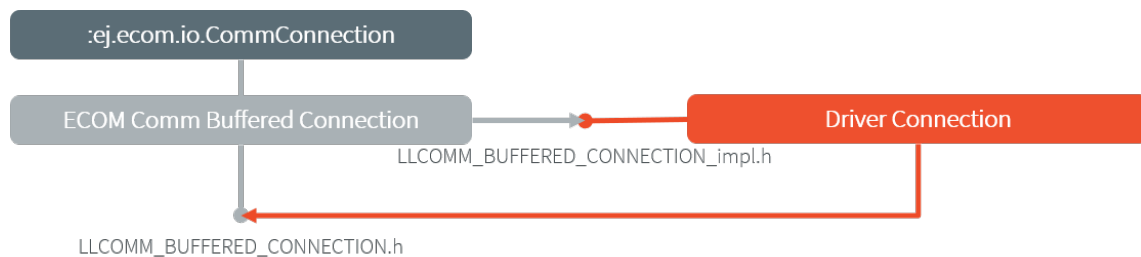 :ej.ecom.io.CommConnection
ECOM Comm Buffered Connection
Driver Connection
LLCOMM_BUFFERED_CONNECTION_impl.h
LLCOMM_BUFFERED_CONNECTION.h